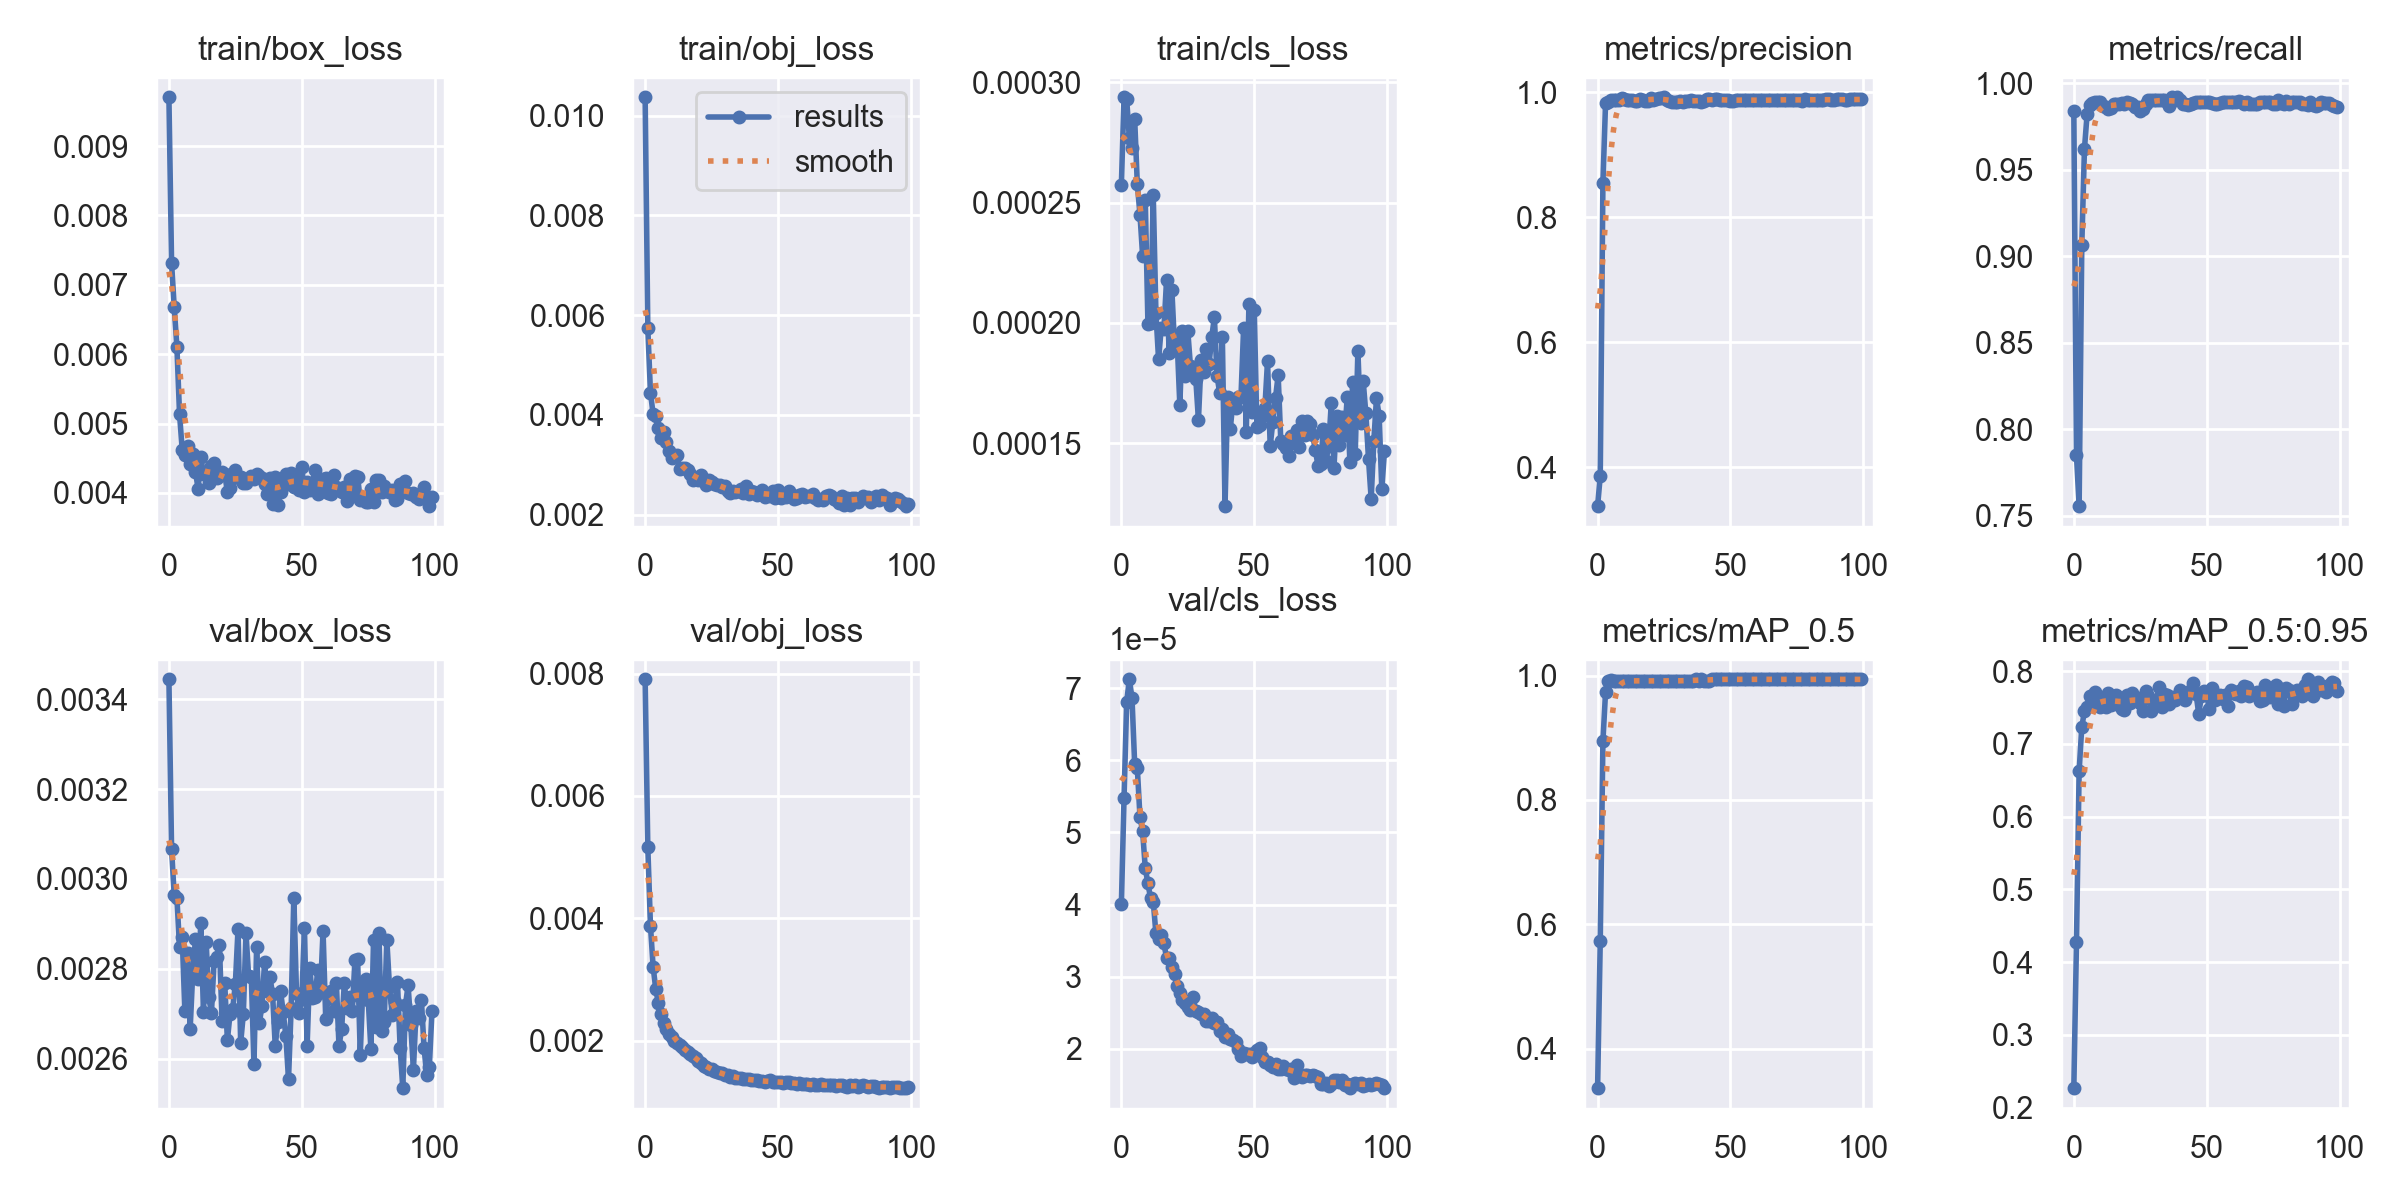 train/box_loss
0.009
0.008
0.007
0.006
0.005
0.004
0 50 100
train/obj_loss
results
smooth
0.010
0.008
0.006
0.004
0.002
0 50 100
train/cls_loss
0.00030
0.00025
0.00020
0.00015
0 50 100
metrics/precision
1.0
0.8
0.6
0.4
0 50 100
metrics/recall
1.00
0.95
0.90
0.85
0.80
0.75
0 50 100
val/box_loss
0.0034
0.0032
0.0030
0.0028
0.0026
0 50 100
val/obj_loss
0.008
0.006
0.004
0.002
0 50 100
val/cls_loss
1e−5
7
6
5
4
3
2
0 50 100
metrics/mAP_0.5
1.0
0.8
0.6
0.4
0 50 100
metrics/mAP_0.5:0.95
0.8
0.7
0.6
0.5
0.4
0.3
0.2
0 50 100